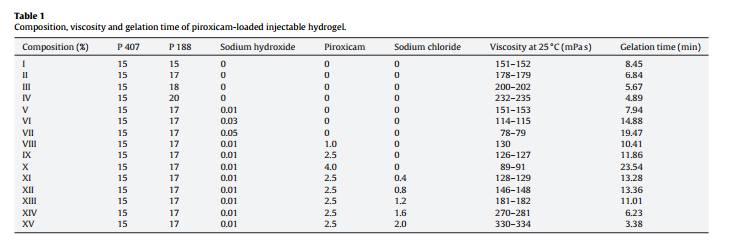 Table 1
Composition, viscosity and gelation time of piroxicam-loaded injectable hydrogel.
Composition (%) P 407 P 188 Sodium hydroxide Piroxicam Sodium chloride Viscosity at 25 °C (mPa s) Gelation time (min)
I 15 15 0 0 0 151–152 8.45
II 15 17 0 0 0 178–179 6.84
III 15 18 0 0 0 200–202 5.67
IV 15 20 0 0 0 232–235 4.89
V 15 17 0.01 0 0 151–153 7.94
VI 15 17 0.03 0 0 114–115 14.88
VII 15 17 0.05 0 0 78–79 19.47
VIII 15 17 0.01 1.0 0 130 10.41
IX 15 17 0.01 2.5 0 126–127 11.86
X 15 17 0.01 4.0 0 89–91 23.54
XI 15 17 0.01 2.5 0.4 128–129 13.28
XII 15 17 0.01 2.5 0.8 146–148 13.36
XIII 15 17 0.01 2.5 1.2 181–182 11.01
XIV 15 17 0.01 2.5 1.6 270–281 6.23
XV 15 17 0.01 2.5 2.0 330–334 3.38